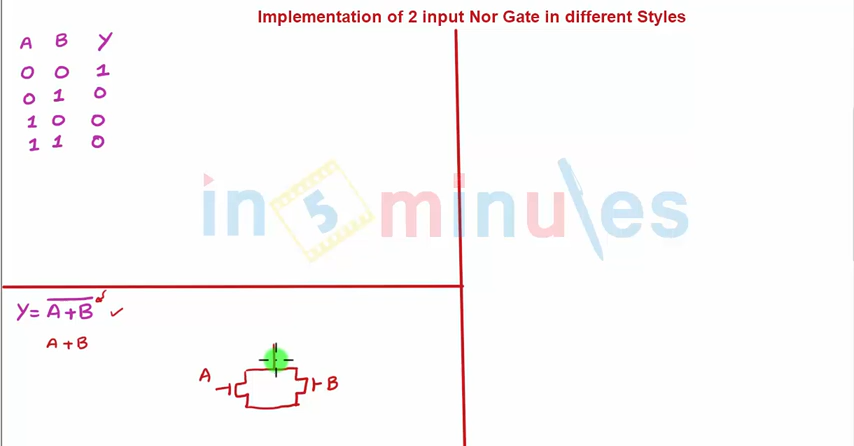 Implementation of 2 input Nor Gate in different Styles
A B Y
0 0 1
0 1 0
1 0 0
1 1 0
in 5 minutes
Y= A+B
A+B
A
B